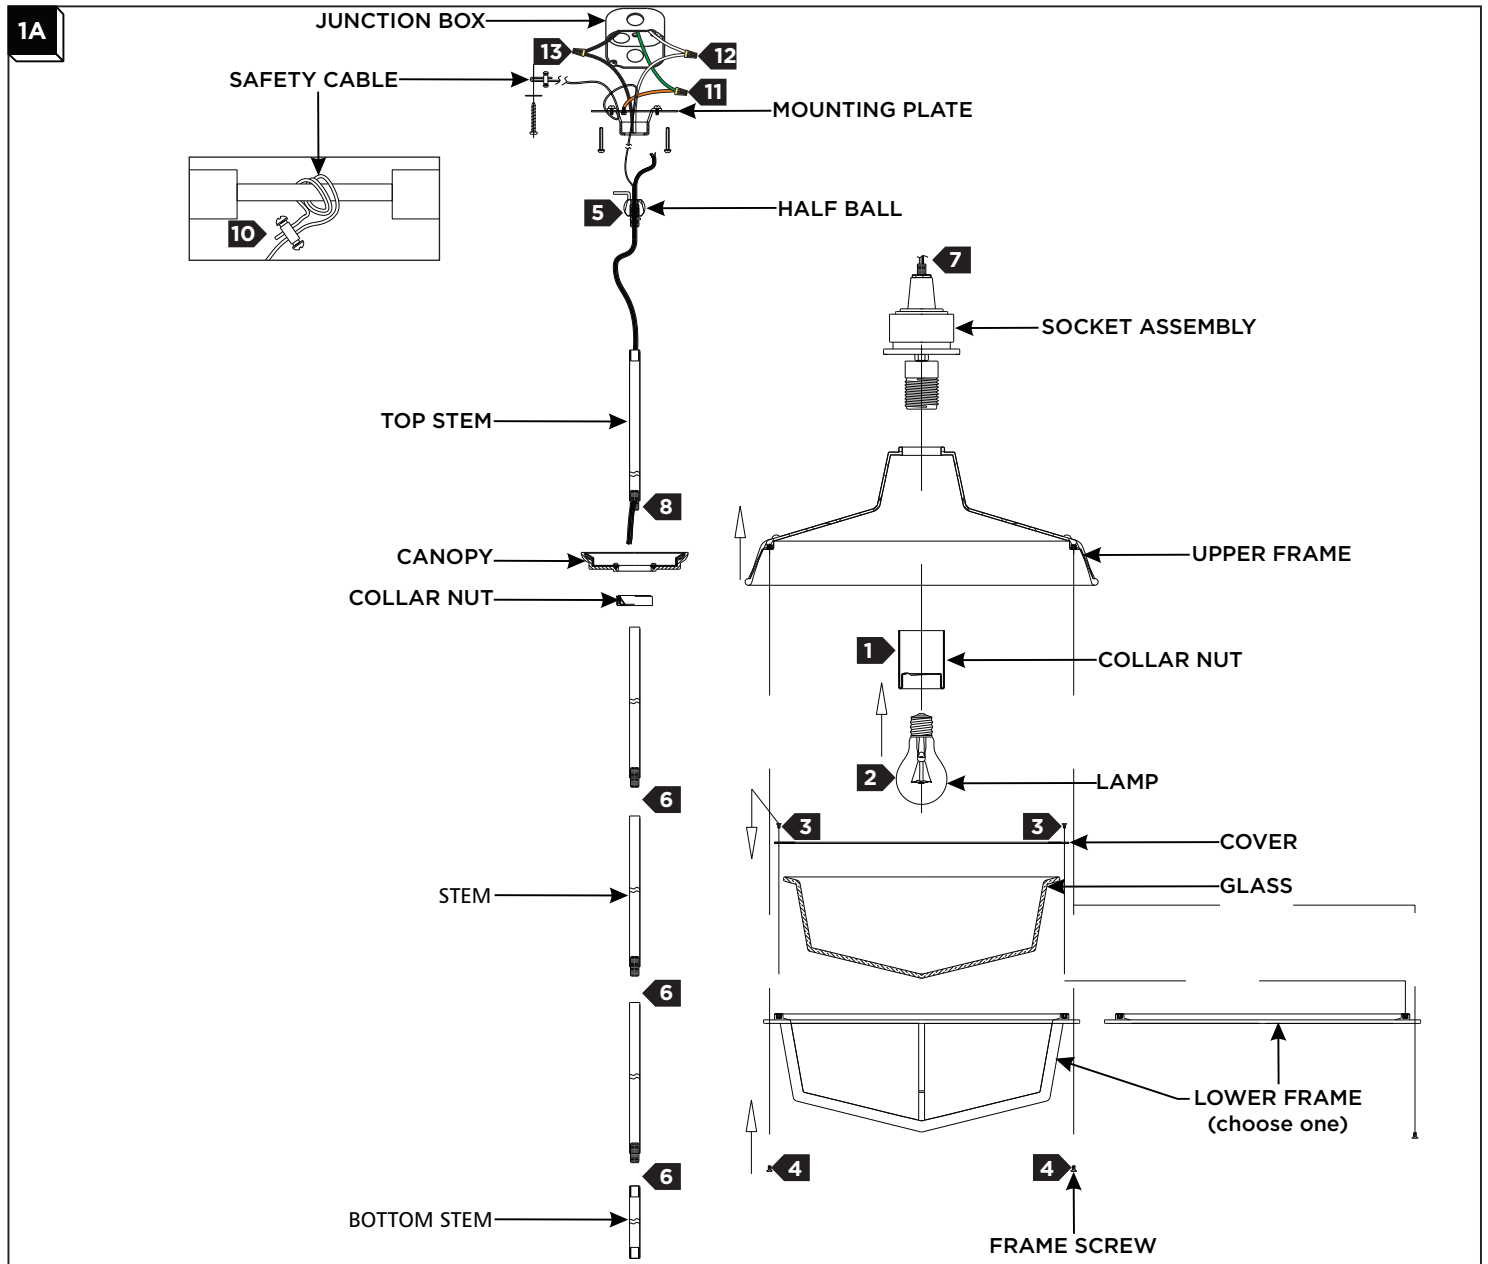 1A
JUNCTION BOX
13
12
SAFETY CABLE
11
MOUNTING PLATE
5
HALF BALL
10
7
SOCKET ASSEMBLY
TOP STEM
8
CANOPY
UPPER FRAME
COLLAR NUT
1
COLLAR NUT
2
LAMP
6
3
3
COVER
GLASS
STEM
6
LOWER FRAME
(choose one)
6
4
4
BOTTOM STEM
FRAME SCREW